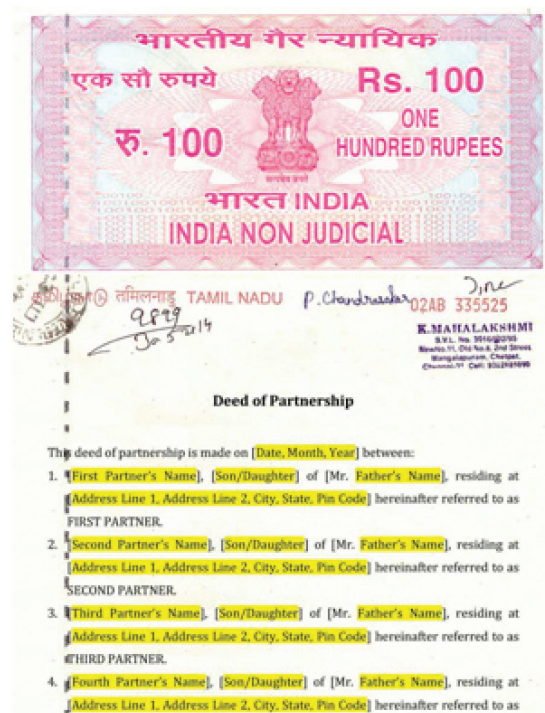 भारतीय गैर न्यायिक
एक सौ रुपये
Rs. 100
रु. 100
ONE
HUNDRED RUPEES
सत्यमेव जयते
भारत INDIA
INDIA NON JUDICIAL
तमिलनाडु TAMIL NADU
P. Chandrasekar
02AB 335525
K.MAHALAKSHMI
Mangalapuram, Chetpet,
Deed of Partnership
This deed of partnership is made on [Date, Month, Year] between:
1. [First Partner's Name], [Son/Daughter] of [Mr. Father's Name], residing at
[Address Line 1, Address Line 2, City, State, Pin Code] hereinafter referred to as
FIRST PARTNER.
2. [Second Partner's Name], [Son/Daughter] of [Mr. Father's Name], residing at
[Address Line 1, Address Line 2, City, State, Pin Code] hereinafter referred to as
SECOND PARTNER.
3. [Third Partner's Name], [Son/Daughter] of [Mr. Father's Name], residing at
[Address Line 1, Address Line 2, City, State, Pin Code] hereinafter referred to as
THIRD PARTNER.
4. [Fourth Partner's Name], [Son/Daughter] of [Mr. Father's Name], residing at
[Address Line 1, Address Line 2, City, State, Pin Code] hereinafter referred to as